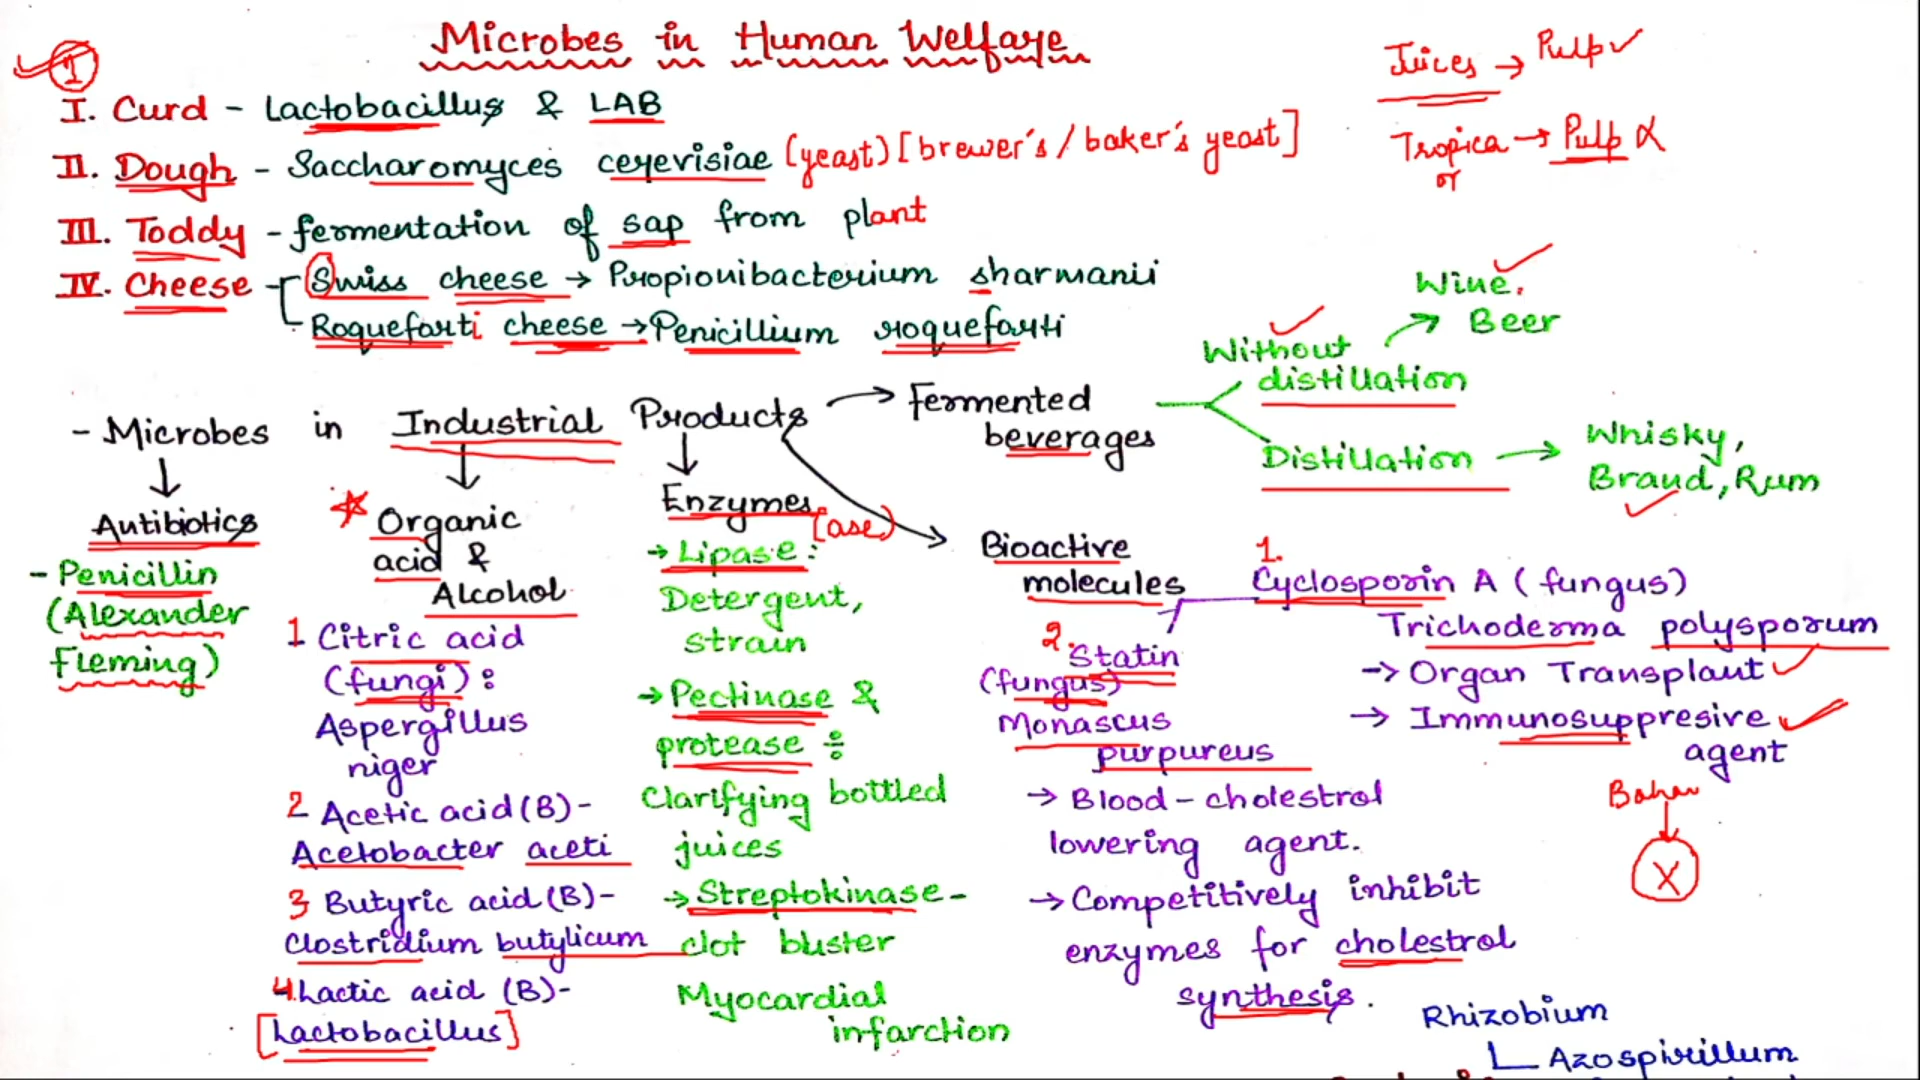 Microbes in Human Welfare
1
I. Curd - Lactobacillus & LAB
II. Dough - Saccharomyces cerevisiae (yeast) [brewer's / baker's yeast]
III. Toddy - fermentation of sap from plant
IV. Cheese - Swiss cheese → Propionibacterium sharmanii
Roqueforti cheese → Penicillium roqueforti
Juices → Pulp ✓
Tropica → Pulp
or
- Microbes in Industrial Products → Fermented beverages
Without distillation → Wine.
Beer
Distillation → Whisky,
Brand, Rum
Antibiotics
- Penicillin
(Alexander
Fleming)
Organic
acid &
Alcohol
1 Citric acid
(fungi) :
Aspergillus
niger
2 Acetic acid (B) -
Acetobacter aceti
3 Butyric acid (B) -
Clostridium butylicum
4. Lactic acid (B) -
[Lactobacillus]
Enzymes (ase)
→ Lipase :
Detergent,
strain
→ Pectinase &
protease ÷
Clarifying bottled
juices
→ Streptokinase -
clot bluster
Myocardial
infarction
Bioactive
molecules
1.
Cyclosporin A (fungus)
Trichoderma polysporum
→ Organ Transplant
→ Immunosuppresive
agent
2. Statin
(fungus)
Monascus
purpureus
→ Blood - cholestrol
lowering agent.
→ Competitively inhibit
enzymes for cholestrol
synthesis.
X
Rhizobium
Azospirillum